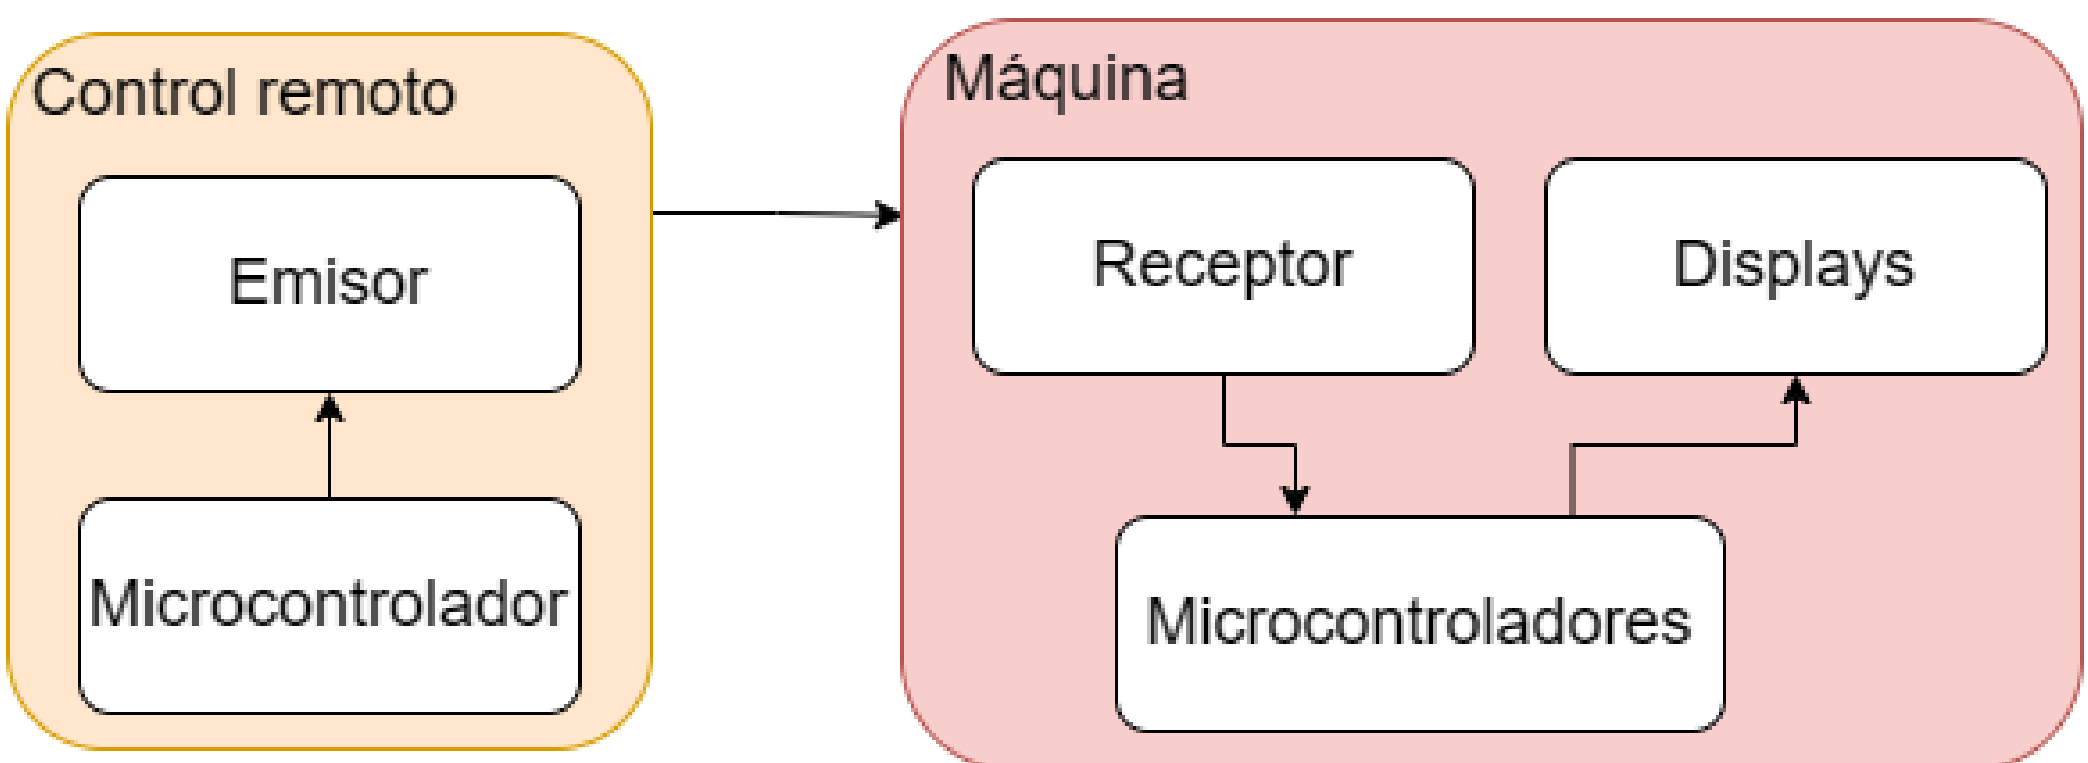 Control remoto
Emisor
Microcontrolador
Máquina
Receptor
Displays
Microcontroladores